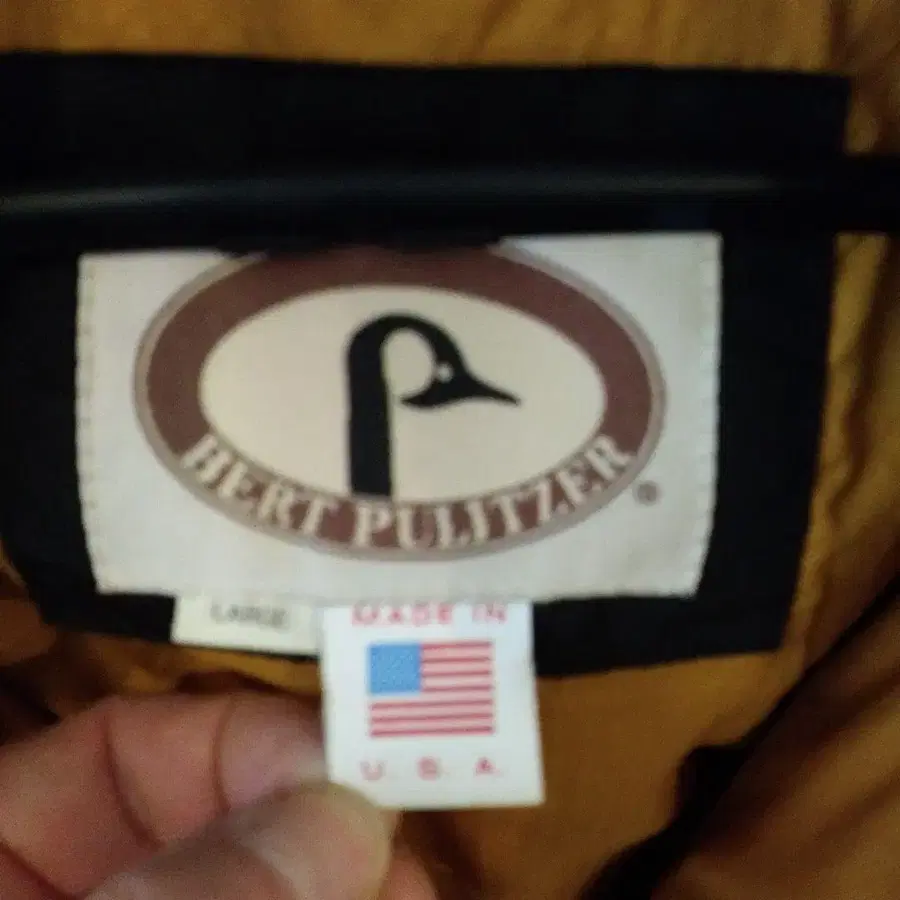 BERT PULITZER
®
LARGE
MADE IN
U. S. A.